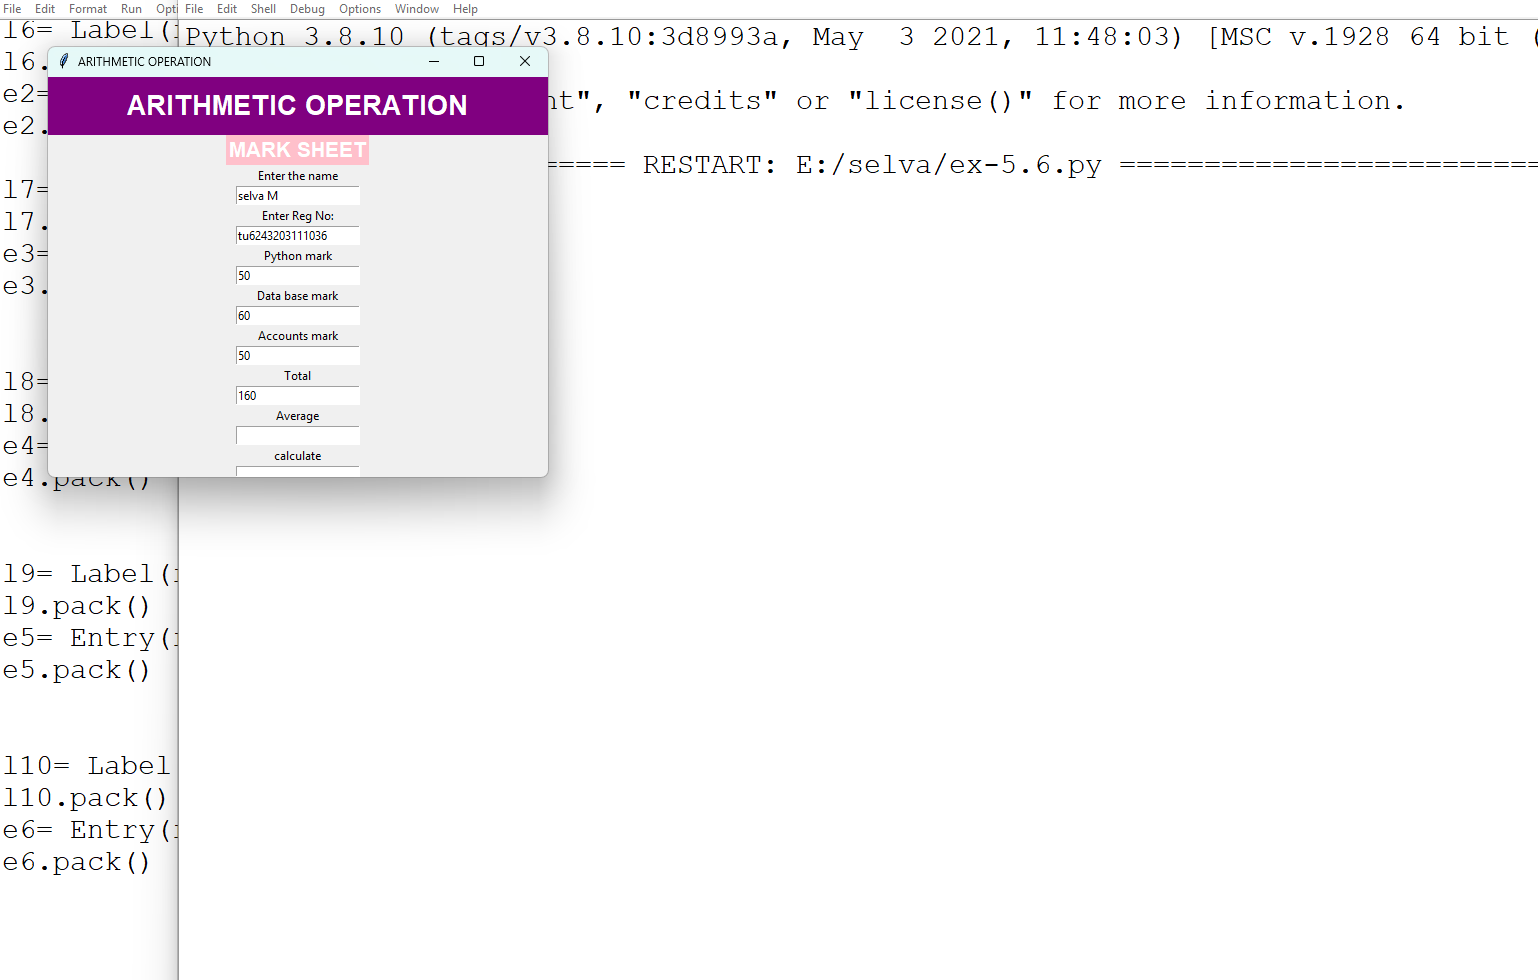 File Edit Format Run Opti
l6= Label(
l6.
e2=
e2.
l7=
l7.
e3=
e3.
l8=
l8.
e4=
e4.pack()
l9= Label(
l9.pack()
e5= Entry(
e5.pack()
l10= Label
l10.pack()
e6= Entry(
e6.pack()
File Edit Shell Debug Options Window Help
Python 3.8.10 (tags/v3.8.10:3d8993a, May 3 2021, 11:48:03) [MSC v.1928 64 bit (
nt", "credits" or "license()" for more information.
===== RESTART: E:/selva/ex-5.6.py =========================
ARITHMETIC OPERATION
ARITHMETIC OPERATION
MARK SHEET
Enter the name
selva M
Enter Reg No:
tu6243203111036
Python mark
50
Data base mark
60
Accounts mark
50
Total
160
Average
calculate